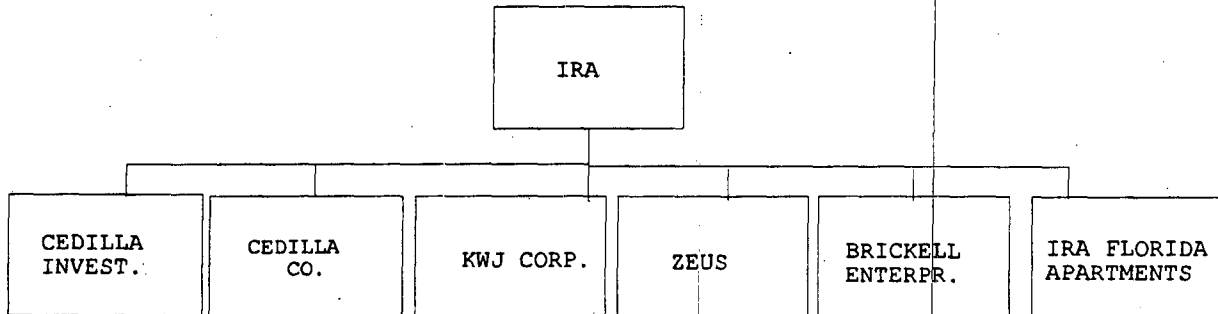 IRA
CEDILLA
INVEST.
CEDILLA
CO.
KWJ CORP.
ZEUS
BRICKELL
ENTERPR.
IRA FLORIDA
APARTMENTS